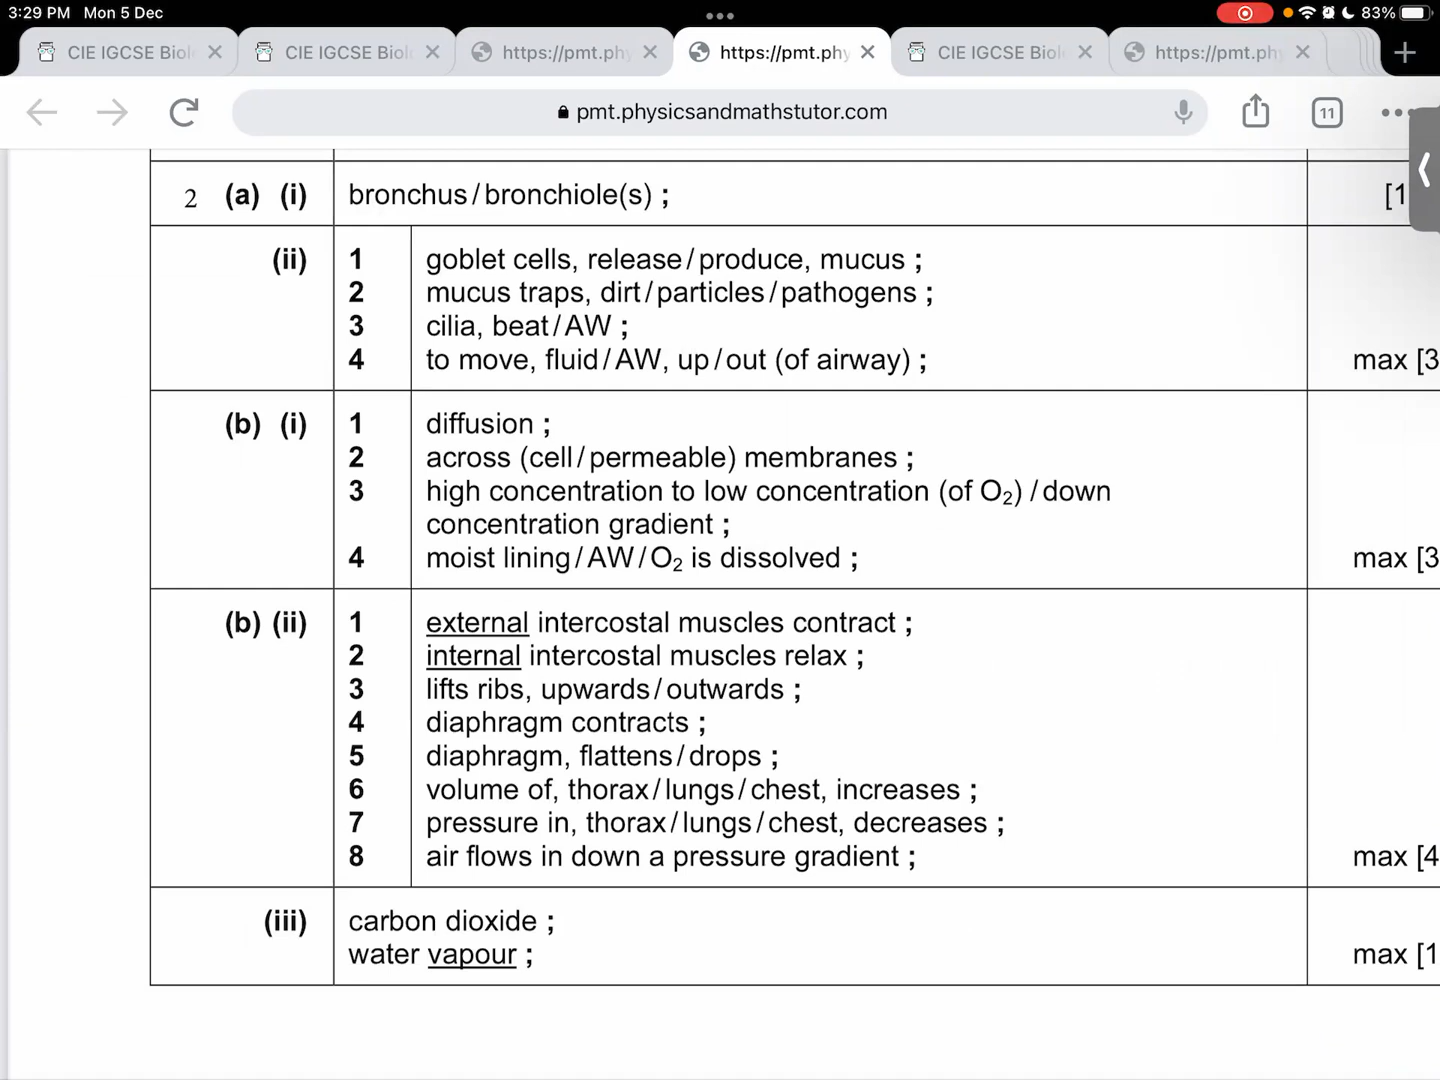 3:29 PM Mon 5 Dec
83%
CIE IGCSE Biol
CIE IGCSE Biol
https://pmt.phy
https://pmt.phy
CIE IGCSE Biol
https://pmt.phy
pmt.physicsandmathstutor.com
11
2 (a) (i) bronchus/bronchiole(s) ; [1
(ii) 1 goblet cells, release/produce, mucus ;
2 mucus traps, dirt/particles/pathogens ;
3 cilia, beat/AW ;
4 to move, fluid/AW, up/out (of airway) ; max [3
(b) (i) 1 diffusion ;
2 across (cell/permeable) membranes ;
3 high concentration to low concentration (of O₂) /down
concentration gradient ;
4 moist lining/AW/O₂ is dissolved ; max [3
(b) (ii) 1 external intercostal muscles contract ;
2 internal intercostal muscles relax ;
3 lifts ribs, upwards/outwards ;
4 diaphragm contracts ;
5 diaphragm, flattens/drops ;
6 volume of, thorax/lungs/chest, increases ;
7 pressure in, thorax/lungs/chest, decreases ;
8 air flows in down a pressure gradient ; max [4
(iii) carbon dioxide ;
water vapour ; max [1